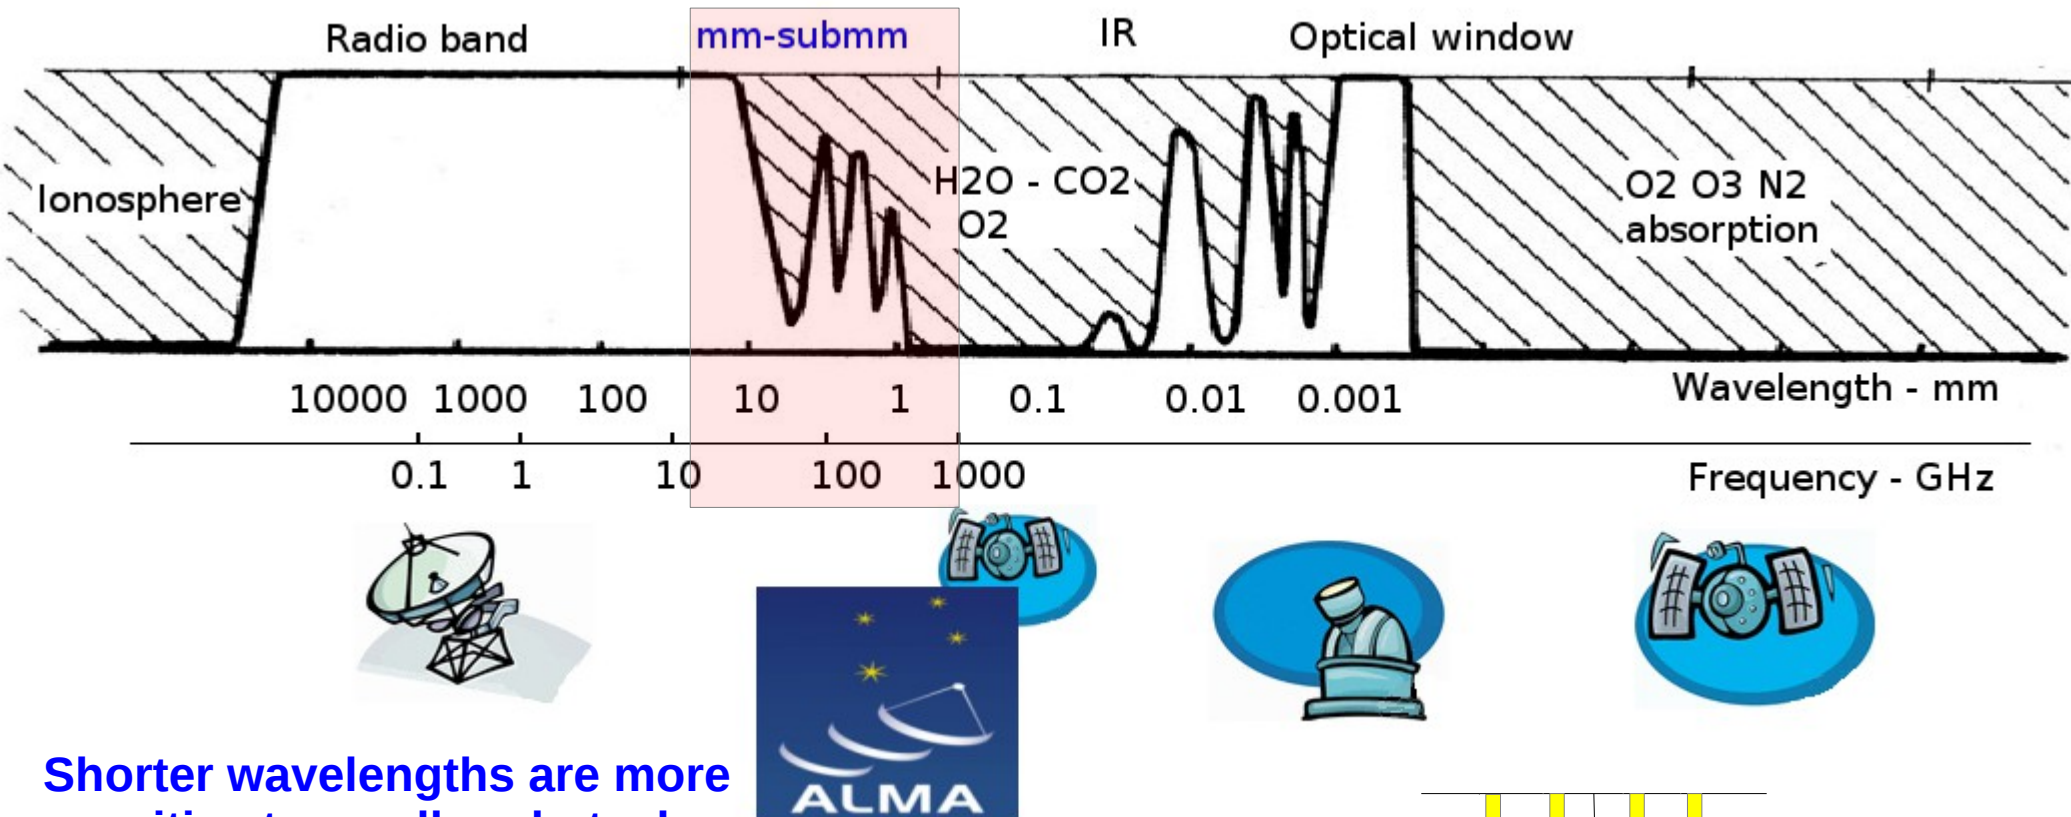 Radio band
mm-submm
IR
Optical window
Ionosphere
H2O - CO2
O2
O2 O3 N2
absorption
10000 1000 100 10 1 0.1 0.01 0.001
Wavelength - mm
0.1 1 10 100 1000
Frequency - GHz
Shorter wavelengths are more
ALMA